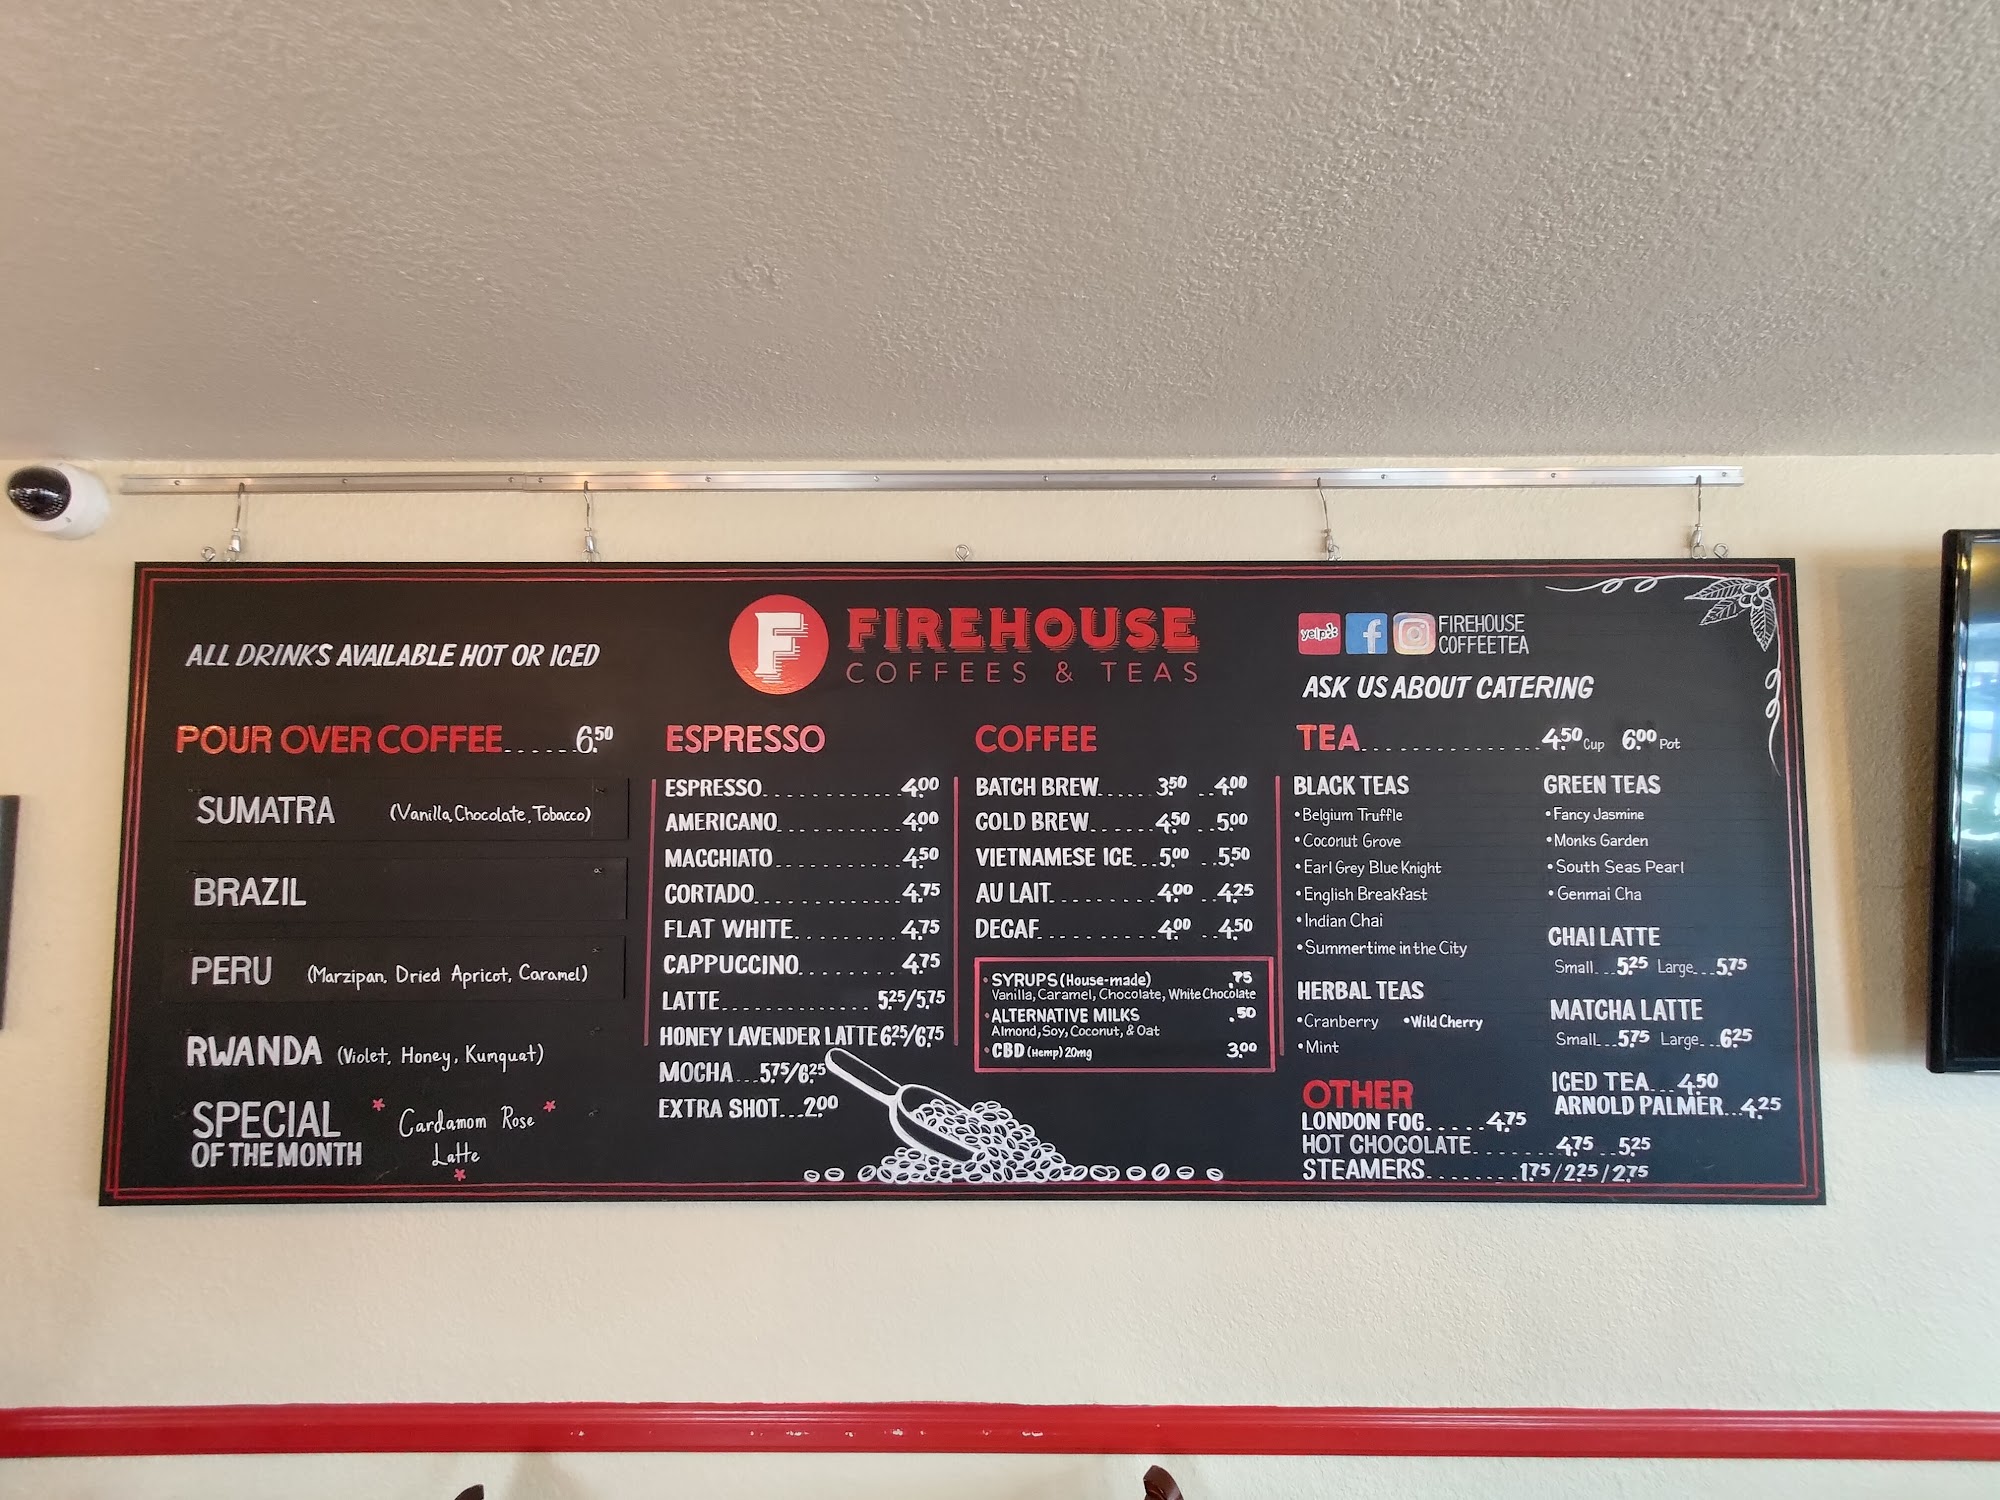 ALL DRINKS AVAILABLE HOT OR ICED
F
FIREHOUSE
COFFEES & TEAS
yelp
f
FIREHOUSE
COFFEETEA
ASK US ABOUT CATERING
POUR OVER COFFEE......6.50
SUMATRA (Vanilla, Chocolate, Tobacco)
BRAZIL
PERU (Marzipan, Dried Apricot, Caramel)
RWANDA (Violet, Honey, Kumquat)
SPECIAL
OF THE MONTH
Cardamom Rose
Latte
ESPRESSO
ESPRESSO............4.00
AMERICANO...........4.00
MACCHIATO...........4.50
CORTADO.............4.75
FLAT WHITE..........4.75
CAPPUCCINO........4.75
LATTE..............5.25/5.75
HONEY LAVENDER LATTE 6.25/6.75
MOCHA...5.75/6.25
EXTRA SHOT...2.00
COFFEE
BATCH BREW......3.50 ..4.00
COLD BREW......4.50 ..5.00
VIETNAMESE ICE...5.00 ..5.50
AU LAIT..........4.00 ..4.25
DECAF...........4.00 ..4.50
SYRUPS (House-made) .75
Vanilla, Caramel, Chocolate, White Chocolate
ALTERNATIVE MILKS .50
Almond, Soy, Coconut, & Oat
CBD (Hemp) 20mg 3.00
TEA................4.50 Cup 6.00 Pot
BLACK TEAS
• Belgium Truffle
• Coconut Grove
• Earl Grey Blue Knight
• English Breakfast
• Indian Chai
• Summertime in the City
HERBAL TEAS
• Cranberry • Wild Cherry
• Mint
OTHER
LONDON FOG.....4.75
HOT CHOCOLATE........4.75 ..5.25
STEAMERS........1.75/2.25/2.75
GREEN TEAS
• Fancy Jasmine
• Monks Garden
• South Seas Pearl
• Genmai Cha
CHAI LATTE
Small...5.25 Large...5.75
MATCHA LATTE
Small...5.75 Large...6.25
ICED TEA...4.50
ARNOLD PALMER...4.25